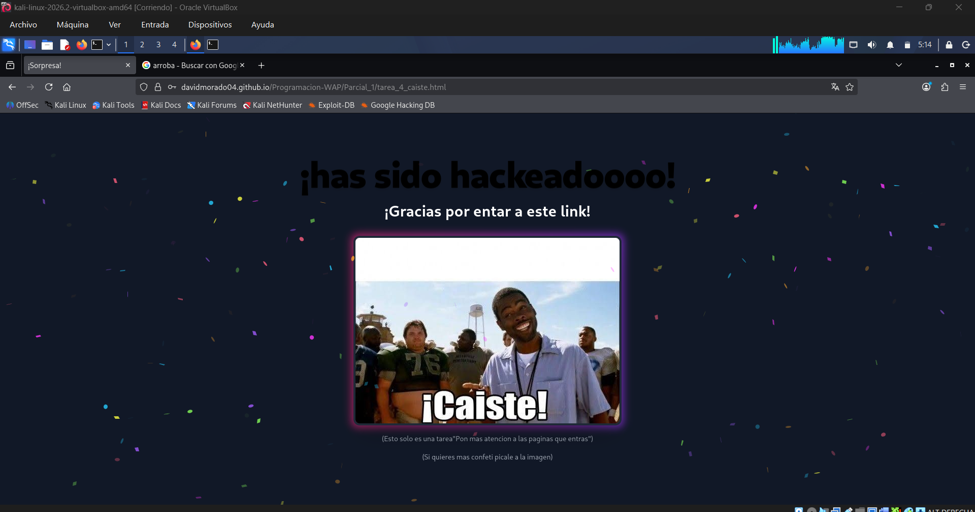 kali-linux-2026.2-virtualbox-amd64 [Corriendo] - Oracle VirtualBox
Archivo Máquina Ver Entrada Dispositivos Ayuda
1 2 3 4 5:14
¡Sorpresa! arroba - Buscar con Goog
davidmorado04.github.io/Programacion-WAP/Parcial_1/tarea_4_caiste.html
OffSec Kali Linux Kali Tools Kali Docs Kali Forums Kali NetHunter Exploit-DB Google Hacking DB
¡has sido hackeadoooo!
¡Gracias por entar a este link!
76
¡Caiste!
(Esto solo es una tarea"Pon mas atencion a las paginas que entras")
(Si quieres mas confeti picale a la imagen)
ALT DERECHA